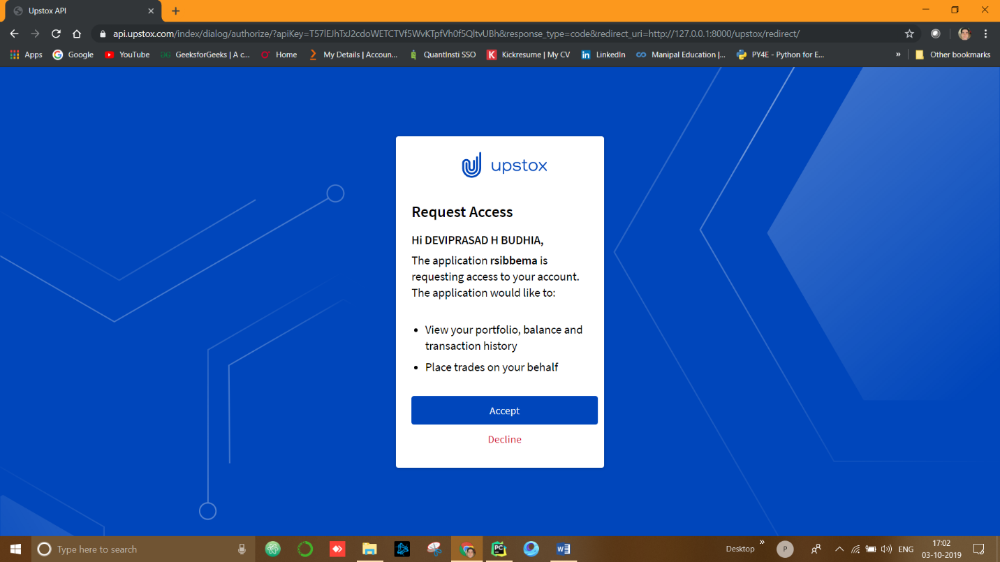 Upstox API
api.upstox.com/index/dialog/authorize/?apiKey=T57lEJhTxJ2cdoWETCTVf5WvKTpfVh0f5QltvUBh&response_type=code&redirect_uri=http://127.0.0.1:8000/upstox/redirect/
Apps Google YouTube GeeksforGeeks | A c... Home My Details | Accoun... QuantInsti SSO Kickresume | My CV LinkedIn Manipal Education |... PY4E - Python for E... » Other bookmarks
upstox
Request Access
Hi DEVIPRASAD H BUDHIA,
The application rsibbema is
requesting access to your account.
The application would like to:
• View your portfolio, balance and
transaction history
• Place trades on your behalf
Accept
Decline
Type here to search Desktop » P ENG 17:02
03-10-2019